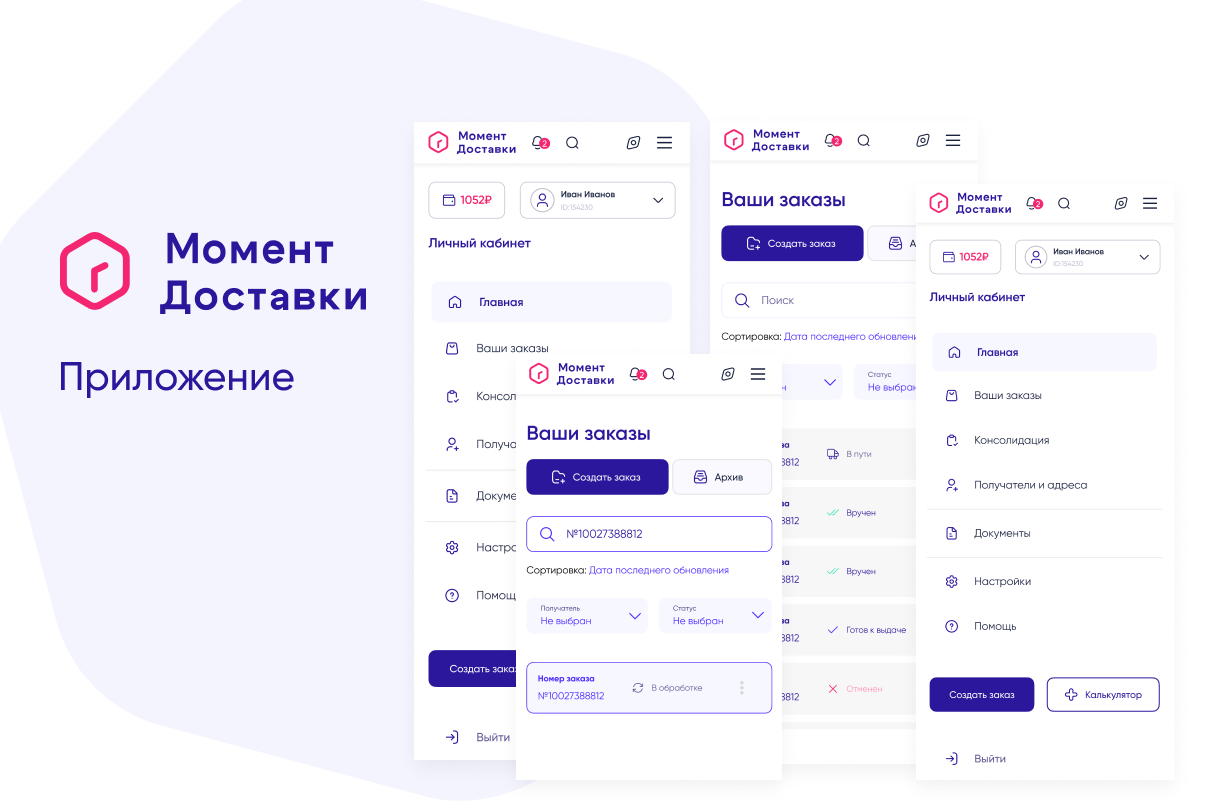 Момент
Доставки
Приложение
Момент
Доставки
2
1052₽
Иван Иванов
ID:154230
Личный кабинет
Главная
Ваши заказы
Консол
Получа
Докуме
Настро
Помощ
Создать заказ
Выйти
Момент
Доставки
2
Ваши заказы
Создать заказ
А
Поиск
Сортировка: Дата последнего обновлени
Статус
Не выбран
8812
В пути
8812
Вручен
8812
Вручен
8812
Готов к выдаче
8812
Отменен
Момент
Доставки
2
Ваши заказы
Создать заказ
Архив
№10027388812
Сортировка: Дата последнего обновления
Получатель
Не выбран
Статус
Не выбран
Номер заказа
№10027388812
В обработке
Момент
Доставки
2
1052₽
Иван Иванов
ID:154230
Личный кабинет
Главная
Ваши заказы
Консолидация
Получатели и адреса
Документы
Настройки
Помощь
Создать заказ
Калькулятор
Выйти